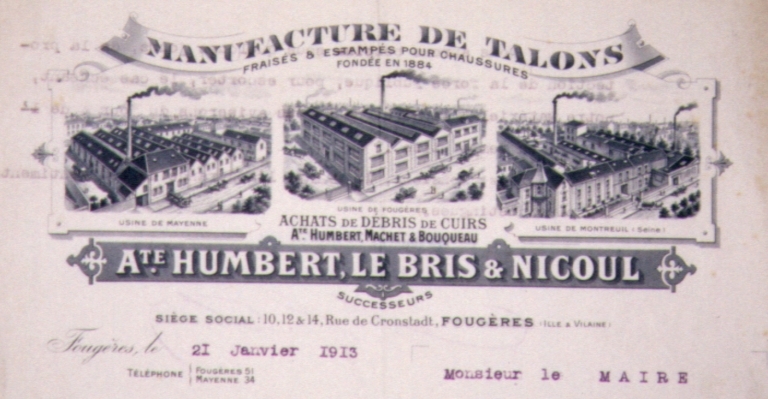 MANUFACTURE DE TALONS
FRAISÉS & ESTAMPÉS POUR CHAUSSURES
FONDÉE EN 1884
USINE DE MAYENNE
USINE DE FOUGÈRES
USINE DE MONTREUIL (Seine)
ACHATS DE DÉBRIS DE CUIRS
ATE HUMBERT, MACHET & BOUQUEAU
ATE HUMBERT, LE BRIS & NICOUL
SUCCESSEURS
SIÈGE SOCIAL : 10, 12 & 14, Rue de Cronstadt, FOUGÈRES (ILLE & VILAINE)
Fougères, le 21 Janvier 1913
TÉLÉPHONE FOUGÈRES 51
MAYENNE 34
Monsieur le MAIRE